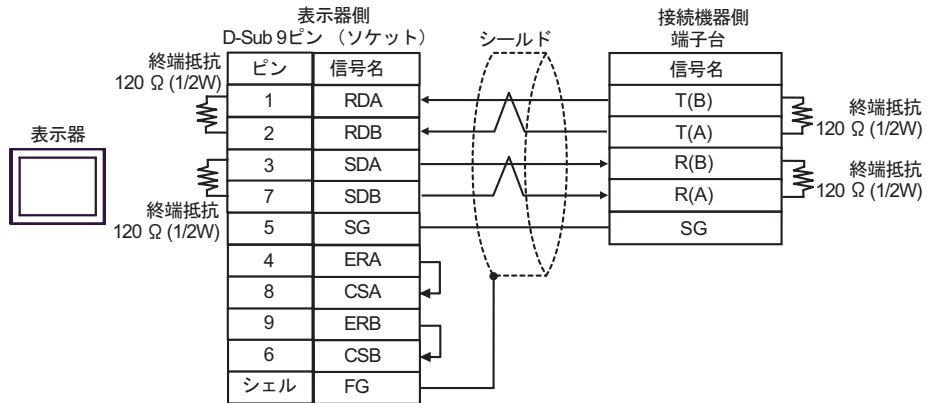 表示器側
D-Sub 9ピン （ソケット）
シールド
接続機器側
端子台
終端抵抗
120 Ω (1/2W)
ピン 信号名
信号名
1 RDA
T(B)
終端抵抗
120 Ω (1/2W)
表示器
2 RDB
T(A)
3 SDA
R(B)
終端抵抗
120 Ω (1/2W)
7 SDB
R(A)
終端抵抗
120 Ω (1/2W)
5 SG
SG
4 ERA
8 CSA
9 ERB
6 CSB
シェル FG